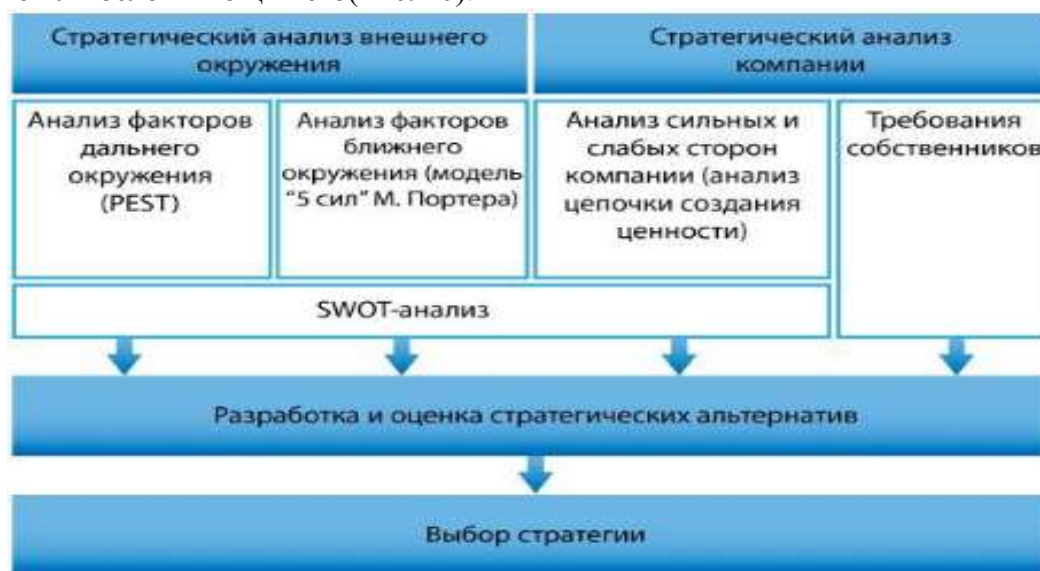 Стратегический анализ внешнего
окружения
Стратегический анализ
компании
Анализ факторов
дальнего
окружения
(PEST)
Анализ факторов
ближнего
окружения (модель
“5 сил” М. Портера)
Анализ сильных и
слабых сторон
компании (анализ
цепочки создания
ценности)
Требования
собственников
SWOT-анализ
Разработка и оценка стратегических альтернатив
Выбор стратегии